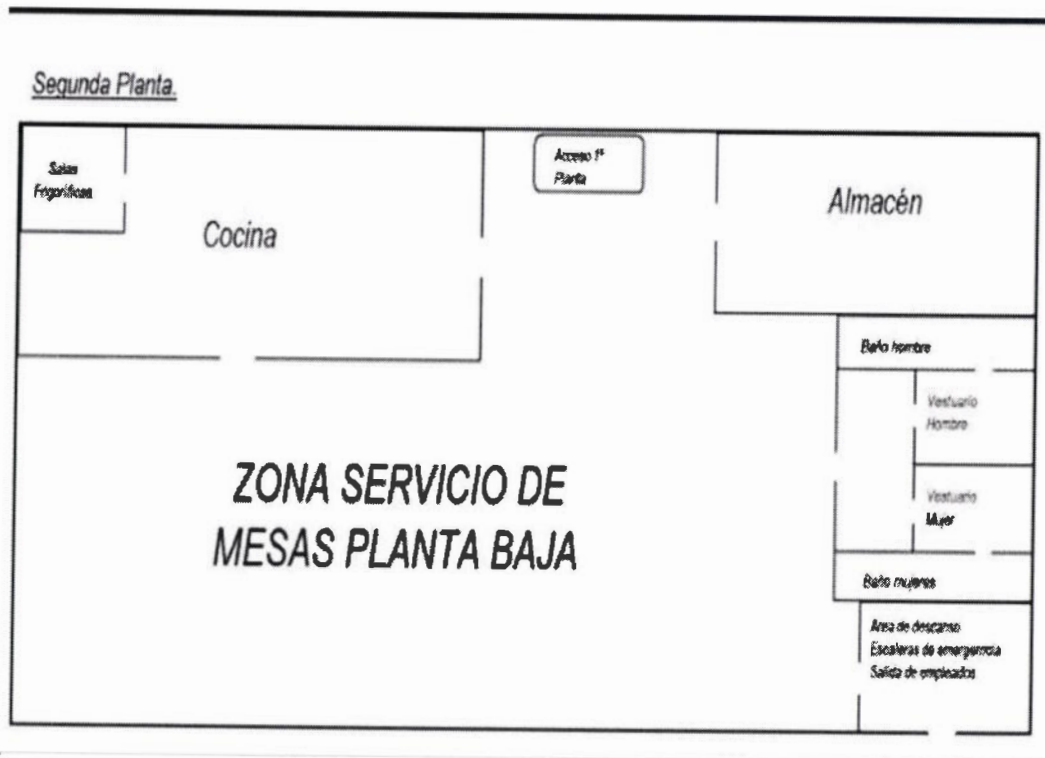 Segunda Planta.
Salas
Frigoríficas
Cocina
Acceso 1ª
Planta
Almacén
Baño hombre
Vestuario
Hombre
ZONA SERVICIO DE
MESAS PLANTA BAJA
Vestuario
Mujer
Baño mujeres
Area de descanso
Escaleras de emergencia
Salida de empleados